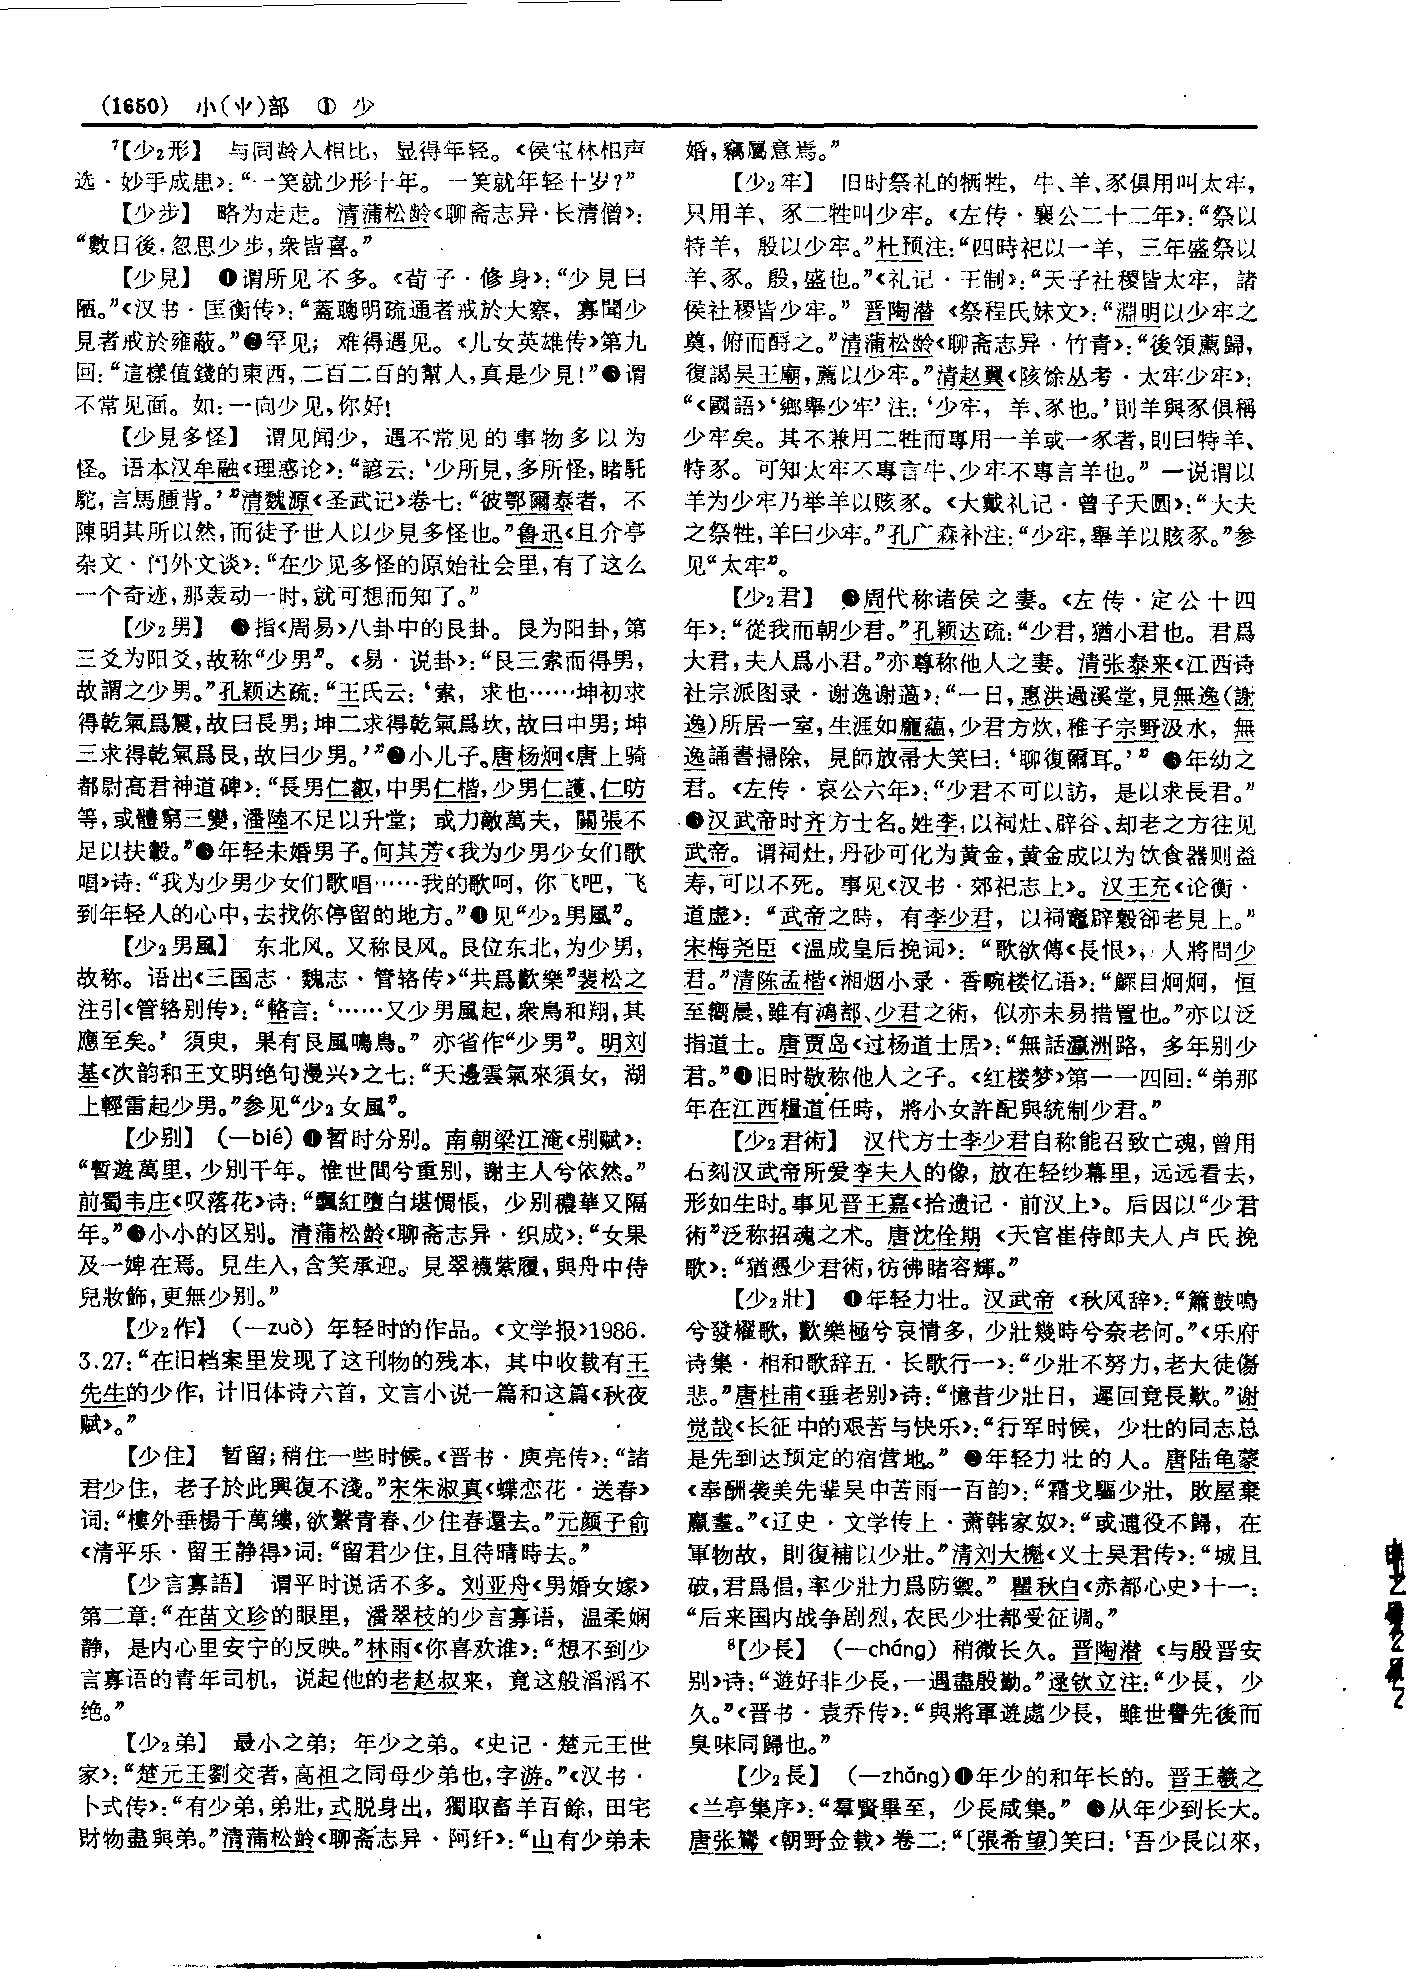 (1650) 小(⺌)部 ① 少
⁷【少₂形】 与同龄人相比，显得年轻。《侯宝林相声
选·妙手成患》：“一笑就少形十年。一笑就年轻十岁？”
【少步】 略为走走。清蒲松龄《聊斋志异·长清僧》：
“數日後，忽思少步，衆皆喜。”
【少見】 ❶谓所见不多。《荀子·修身》：“少見曰
陋。”《汉书·匡衡传》：“蓋聰明疏通者戒於大察，寡聞少
見者戒於雍蔽。”❷罕见；难得遇见。《儿女英雄传》第九
回：“這樣值錢的東西，二百二百的幫人，真是少見！”❸谓
不常见面。如：一向少见，你好！
【少見多怪】 谓见闻少，遇不常见的事物多以为
怪。语本汉牟融《理惑论》：“諺云：‘少所見，多所怪，睹馲
駝，言馬腫背。’”清魏源《圣武记》卷七：“彼鄂爾泰者，不
陳明其所以然，而徒予世人以少見多怪也。”鲁迅《且介亭
杂文·门外文谈》：“在少见多怪的原始社会里，有了这么
一个奇迹，那轰动一时，就可想而知了。”
【少₂男】 ❶指《周易》八卦中的艮卦。艮为阳卦，第
三爻为阳爻，故称“少男”。《易·说卦》：“艮三索而得男，
故謂之少男。”孔颖达疏：“王氏云：‘索，求也……坤初求
得乾氣爲震，故曰長男；坤二求得乾氣爲坎，故曰中男；坤
三求得乾氣爲艮，故曰少男。’”❷小儿子。唐杨炯《唐上骑
都尉高君神道碑》：“長男仁叡，中男仁楷，少男仁護、仁昉
等，或體窮三變，潘陸不足以升堂；或力敵萬夫，關張不
足以扶轂。”❸年轻未婚男子。何其芳《我为少男少女们歌
唱》诗：“我为少男少女们歌唱……我的歌呵，你飞吧，飞
到年轻人的心中，去找你停留的地方。”❹见“少₂男風”。
【少₂男風】 东北风。又称艮风。艮位东北，为少男，
故称。语出《三国志·魏志·管辂传》“共爲歡樂”裴松之
注引《管辂别传》：“輅言：‘……又少男風起，衆鳥和翔，其
應至矣。’須臾，果有艮風鳴鳥。”亦省作“少男”。明刘
基《次韵和王文明绝句漫兴》之七：“天邊雲氣來須女，湖
上輕雷起少男。”参见“少₂女風”。
【少别】 （—bié）❶暂时分别。南朝梁江淹《别赋》：
“暫遊萬里，少別千年。惟世間兮重别，謝主人兮依然。”
前蜀韦庄《叹落花》诗：“飄紅墮白堪惆悵，少别穠華又隔
年。”❷小小的区别。清蒲松龄《聊斋志异·织成》：“女果
及一婢在焉。見生入，含笑承迎。見翠襪紫履，與舟中侍
兒妝飾，更無少别。”
【少₂作】 （—zuò）年轻时的作品。《文学报》1986.
3.27：“在旧档案里发现了这刊物的残本，其中收载有王
先生的少作，计旧体诗六首，文言小说一篇和这篇《秋夜
赋》。”
【少住】 暂留；稍住一些时候。《晋书·庾亮传》：“諸
君少住，老子於此興復不淺。”宋朱淑真《蝶恋花·送春》
词：“樓外垂楊千萬縷，欲繫青春、少住春還去。”元颜子俞
《清平乐·留王静得》词：“留君少住，且待晴時去。”
【少言寡語】 谓平时说话不多。刘亚舟《男婚女嫁》
第二章：“在苗文珍的眼里，潘翠枝的少言寡语，温柔娴
静，是内心里安宁的反映。”林雨《你喜欢谁》：“想不到少
言寡语的青年司机，说起他的老赵叔来，竟这般滔滔不
绝。”
【少₂弟】 最小之弟；年少之弟。《史记·楚元王世
家》：“楚元王劉交者，高祖之同母少弟也，字游。”《汉书·
卜式传》：“有少弟，弟壯，式脱身出，獨取畜羊百餘，田宅
財物盡與弟。”清蒲松龄《聊斋志异·阿纤》：“山有少弟未
婚，竊屬意焉。”
【少₂牢】 旧时祭礼的牺牲，牛、羊、豕俱用叫太牢，
只用羊、豕二牲叫少牢。《左传·襄公二十二年》：“祭以
特羊，殷以少牢。”杜预注：“四時祀以一羊，三年盛祭以
羊、豕。殷，盛也。”《礼记·王制》：“天子社稷皆太牢，諸
侯社稷皆少牢。”晋陶潜《祭程氏妹文》：“淵明以少牢之
奠，俯而酹之。”清蒲松龄《聊斋志异·竹青》：“後領薦歸，
復謁吴王廟，薦以少牢。”清赵翼《陔馀丛考·太牢少牢》：
“《國語》‘鄉舉少牢’注：‘少牢，羊、豕也。’則羊與豕俱稱
少牢矣。其不兼用二牲而專用一羊或一豕者，則曰特羊、
特豕。可知太牢不專言牛、少牢不專言羊也。”一说谓以
羊为少牢乃举羊以赅豕。《大戴礼记·曾子天圆》：“大夫
之祭牲，羊曰少牢。”孔广森补注：“少牢，舉羊以賅豕。”参
见“太牢”。
【少₂君】 ❶周代称诸侯之妻。《左传·定公十四
年》：“從我而朝少君。”孔颖达疏：“少君，猶小君也。君爲
大君，夫人爲小君。”亦尊称他人之妻。清张泰来《江西诗
社宗派图录·谢逸谢薖》：“一日，惠洪過溪堂，見無逸（謝
逸）所居一室，生涯如龐蘊，少君方炊，稚子宗野汲水，無
逸誦書掃除，見師放帚大笑曰：‘聊復爾耳。’”❷年幼之
君。《左传·哀公六年》：“少君不可以訪，是以求長君。”
❸汉武帝时齐方士名。姓李，以祠灶、辟谷、却老之方往见
武帝。谓祠灶，丹砂可化为黄金，黄金成以为饮食器则益
寿，可以不死。事见《汉书·郊祀志上》。汉王充《论衡·
道虚》：“武帝之時，有李少君，以祠竈辟穀卻老見上。”
宋梅尧臣《温成皇后挽词》：“歌欲傳《長恨》，人將問少
君。”清陈孟楷《湘烟小录·香畹楼忆语》：“鰥目炯炯，恒
至嚮晨，雖有鴻都、少君之術，似亦未易措置也。”亦以泛
指道士。唐贾岛《过杨道士居》：“無話瀛洲路，多年别少
君。”❹旧时敬称他人之子。《红楼梦》第一一四回：“弟那
年在江西糧道任時，將小女許配與統制少君。”
【少₂君術】 汉代方士李少君自称能召致亡魂，曾用
石刻汉武帝所爱李夫人的像，放在轻纱幕里，远远看去，
形如生时。事见晋王嘉《拾遗记·前汉上》。后因以“少君
術”泛称招魂之术。唐沈佺期《天官崔侍郎夫人卢氏挽
歌》：“猶憑少君術，彷彿睹容輝。”
【少₂壯】 ❶年轻力壮。汉武帝《秋风辞》：“簫鼓鳴
兮發櫂歌，歡樂極兮哀情多，少壯幾時兮奈老何。”《乐府
诗集·相和歌辞五·长歌行一》：“少壯不努力，老大徒傷
悲。”唐杜甫《垂老别》诗：“憶昔少壯日，遲回竟長歎。”谢
觉哉《长征中的艰苦与快乐》：“行军时候，少壮的同志总
是先到达预定的宿营地。”❷年轻力壮的人。唐陆龟蒙
《奉酬袭美先辈吴中苦雨一百韵》：“霜戈驅少壯，敗屋棄
羸耋。”《辽史·文学传上·萧韩家奴》：“或逋役不歸，在
軍物故，則復補以少壯。”清刘大櫆《义士吴君传》：“城且
破，君爲倡，率少壯力爲防禦。”瞿秋白《赤都心史》十一：
“后来国内战争剧烈，农民少壮都受征调。”
⁸【少長】 （—cháng）稍微长久。晋陶潜《与殷晋安
别》诗：“遊好非少長，一遇盡殷勤。”逯钦立注：“少長，少
久。”《晋书·袁乔传》：“與將軍遊處少長，雖世譽先後而
臭味同歸也。”
【少₂長】 （—zhǎng）❶年少的和年长的。晋王羲之
《兰亭集序》：“羣賢畢至，少長咸集。”❷从年少到长大。
唐张鷟《朝野佥载》卷二：“〔張希望〕笑曰：‘吾少長以來，